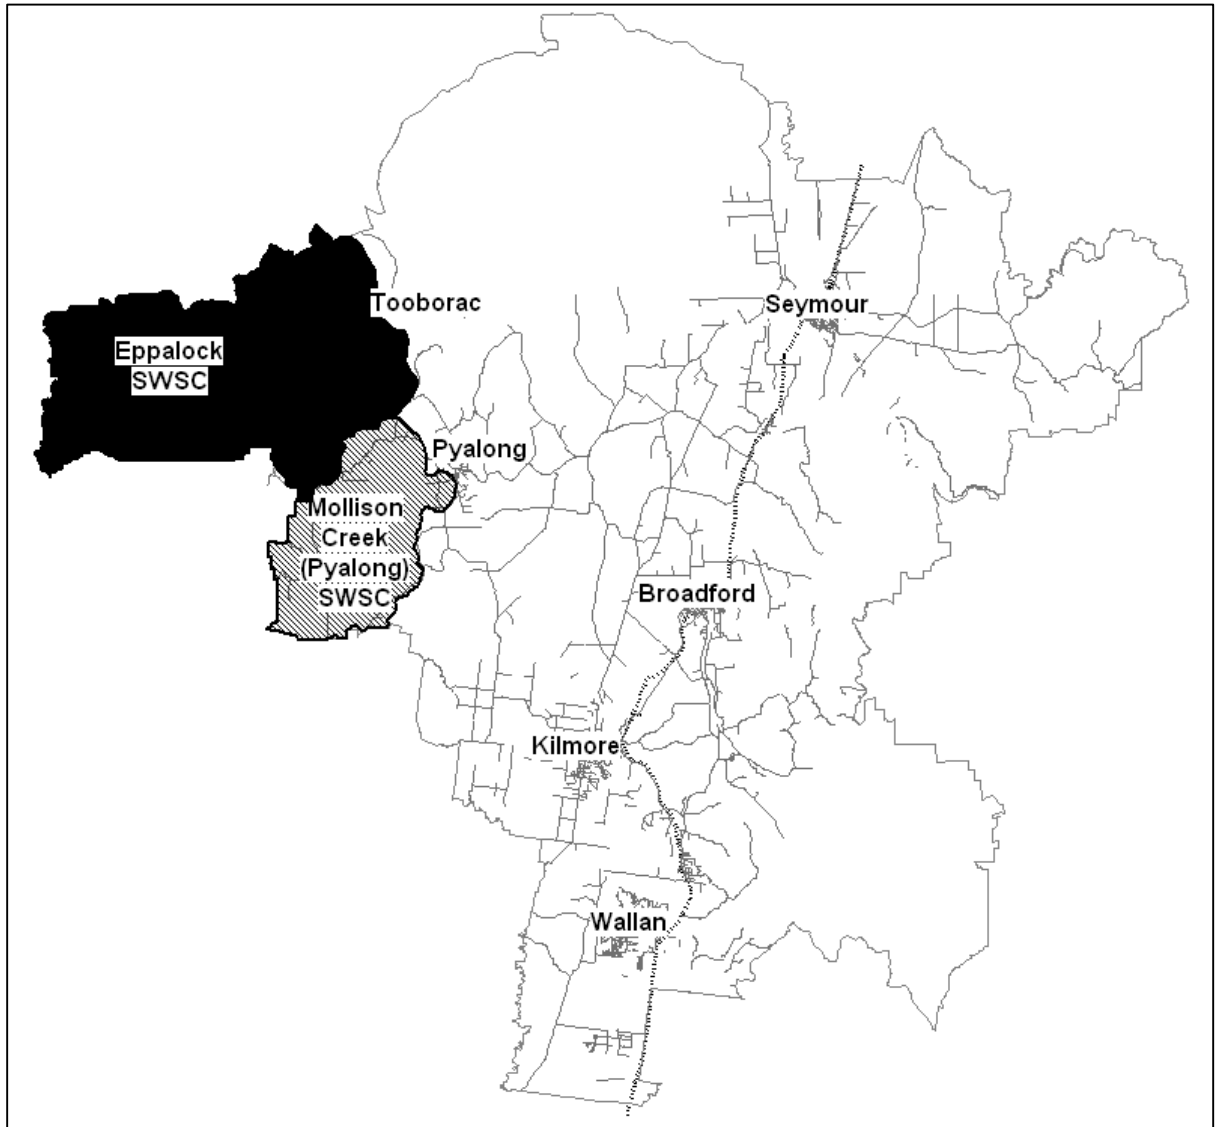 Tooborac
Seymour
Eppalock
SWSC
Pyalong
Mollison
Creek
(Pyalong)
SWSC
Broadford
Kilmore
Wallan